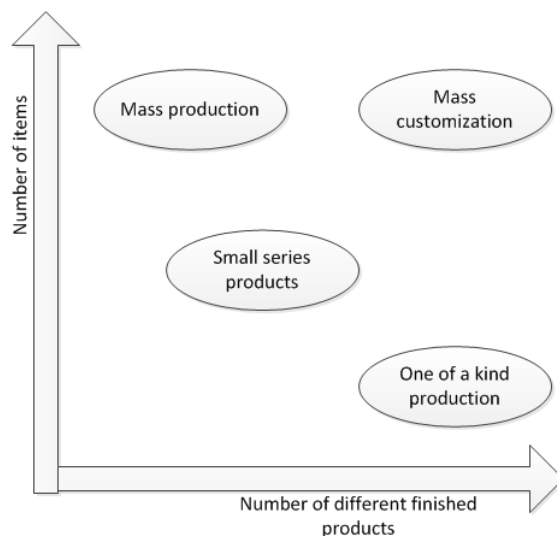 Number of items
Mass production
Mass
customization
Small series
products
One of a kind
production
Number of different finished
products